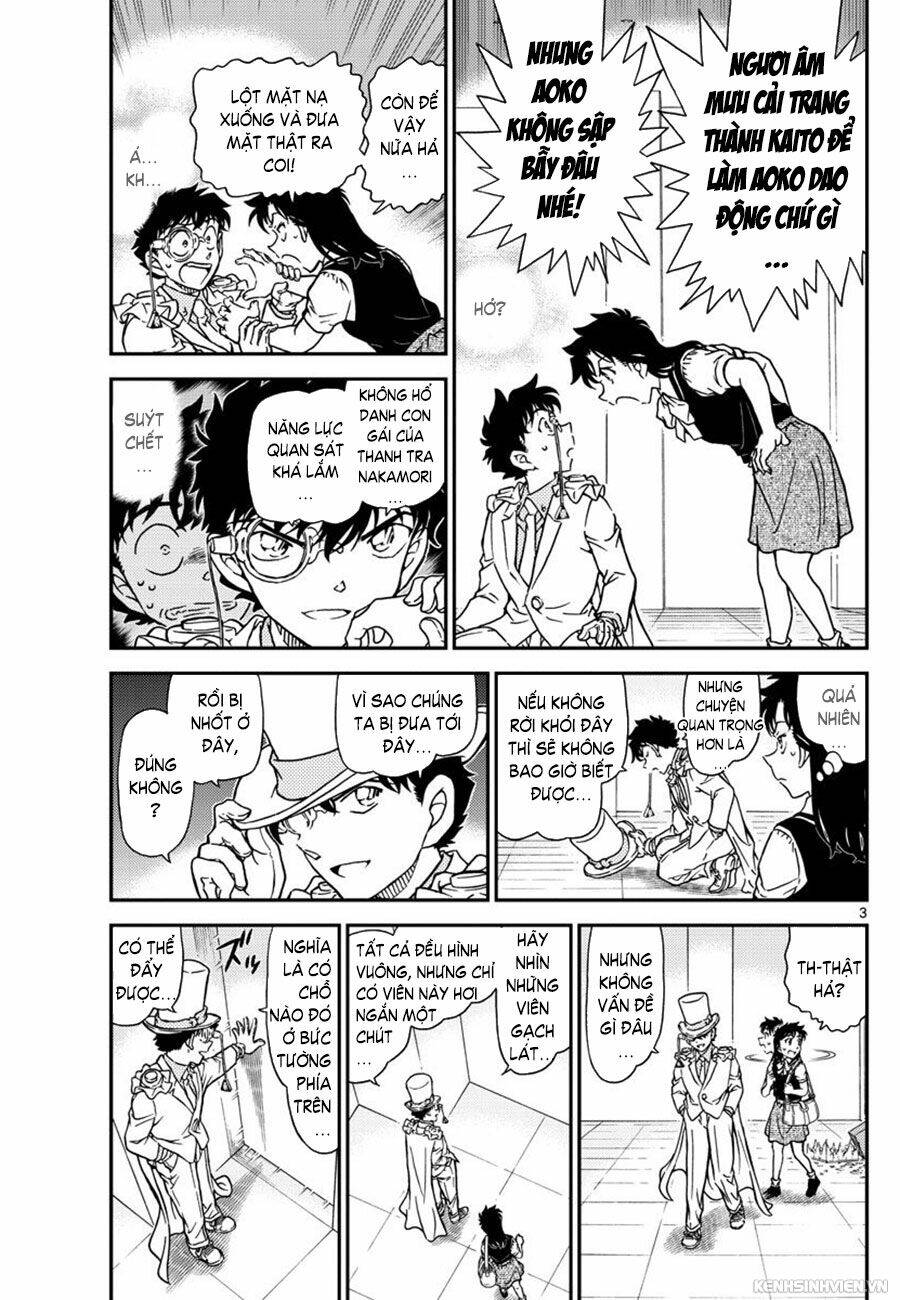 NGƯƠI ÂM
MƯU CẢI TRANG
THÀNH KAITO ĐỂ
LÀM AOKO DAO
ĐỘNG CHỨ GÌ
...
NHƯNG
AOKO
KHÔNG SẬP
BẪY ĐÂU
NHÉ!
HỚ?
CÒN ĐỂ
VẬY
NỮA HẢ
...
LỘT MẶT NẠ
XUỐNG VÀ ĐƯA
MẶT THẬT RA
COI!
Á...
KH...
KHÔNG HỔ
DANH CON
GÁI CỦA
THANH TRA
NAKAMORI
...
NĂNG LỰC
QUAN SÁT
KHÁ LẮM
...
SUÝT
CHẾT
...
QUẢ
NHIÊN
...
NHƯNG
CHUYỆN
QUAN TRỌNG
HƠN LÀ
...
NẾU KHÔNG
RỜI KHỎI ĐÂY
THÌ SẼ KHÔNG
BAO GIỜ BIẾT
ĐƯỢC...
VÌ SAO CHÚNG
TA BỊ ĐƯA TỚI
ĐÂY...
RỒI BỊ
NHỐT Ở
ĐÂY,
ĐÚNG KHÔNG
?
3
TH-THẬT
HẢ?
NHƯNG
KHÔNG
VẤN ĐỀ
GÌ ĐÂU
...
HÃY
NHÌN
NHỮNG
VIÊN
GẠCH
LÁT...
TẤT CẢ ĐỀU HÌNH
VUÔNG, NHƯNG CHỈ
CÓ VIÊN NÀY HƠI
NGẮN MỘT
CHÚT
...
NGHĨA
LÀ CÓ
CHỖ
NÀO ĐÓ
Ở BỨC
TƯỜNG
PHÍA
TRÊN
...
ズッ
CÓ THỂ
ĐẨY
ĐƯỢC...
KENHSINHVIEN.VN